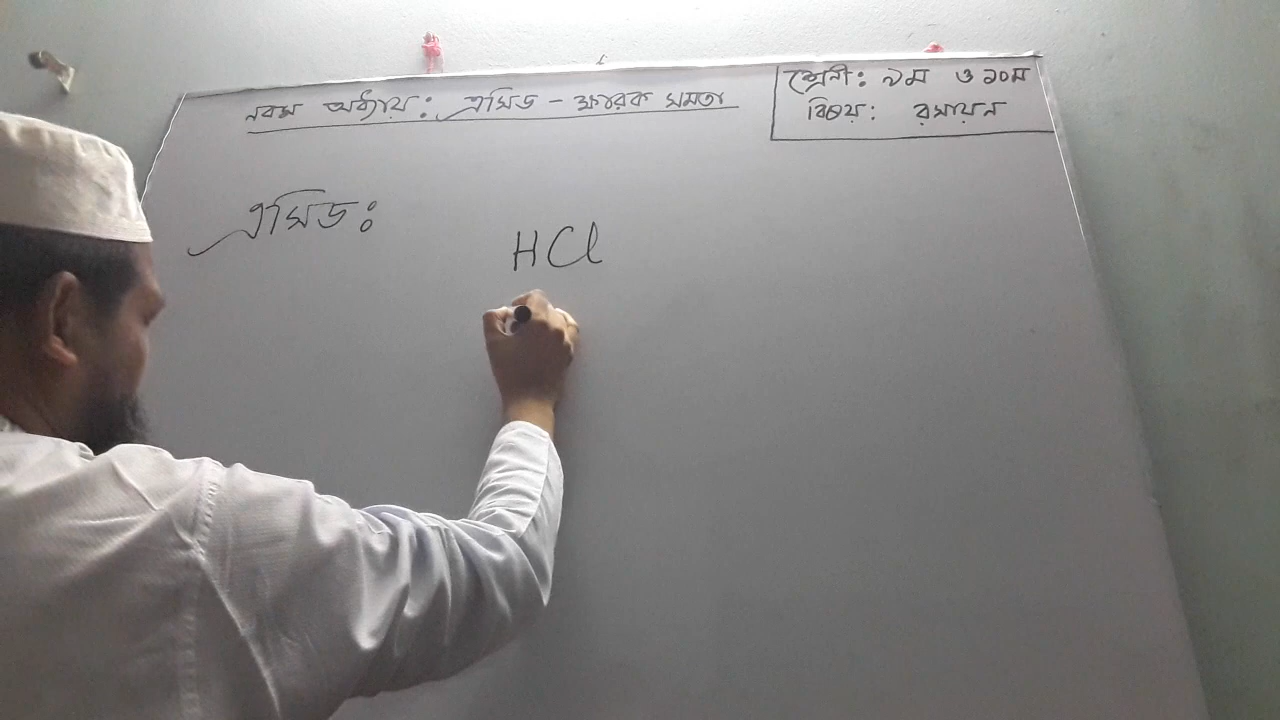 নবম অধ্যায়: এসিড - ক্ষারক সমতা
শ্রেনী: ৯ম ও ১০ম
বিষয়: রসায়ন
এসিড:
HCl